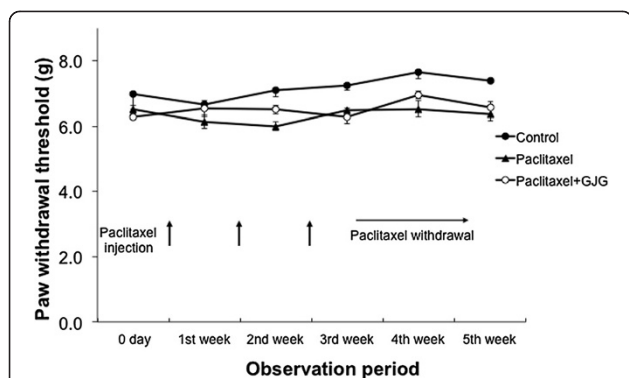 Paw withdrawal threshold (g)
8.0
6.0
4.0
2.0
0.0
Control
Paclitaxel
Paclitaxel+GJG
Paclitaxel
injection
Paclitaxel withdrawal
0 day
1st week
2nd week
3rd week
4th week
5th week
Observation period